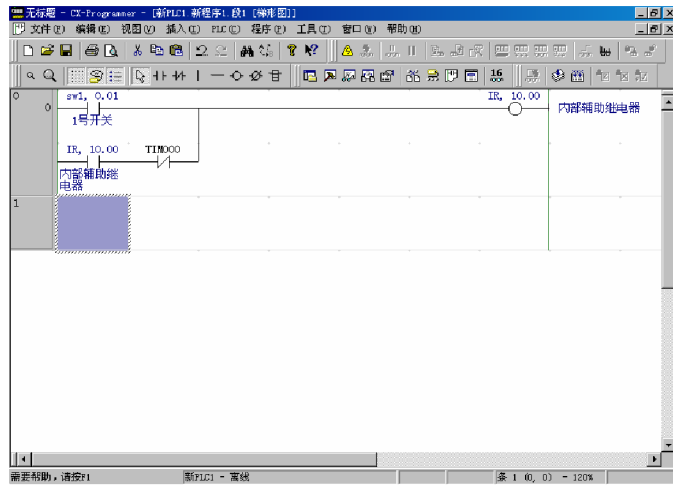 无标题 - CX-Programmer - [新PLC1.新程序1.段1 [梯形图]]
文件(F) 编辑(E) 视图(V) 插入(I) PLC(C) 程序(P) 工具(T) 窗口(W) 帮助(H)
16
0
0
sw1, 0.01
IR, 10.00
1号开关
内部辅助继电器
IR, 10.00 TIM000
内部辅助继
电器
1
需要帮助，请按F1 新PLC1 - 离线 条 1 (0, 0) - 120%